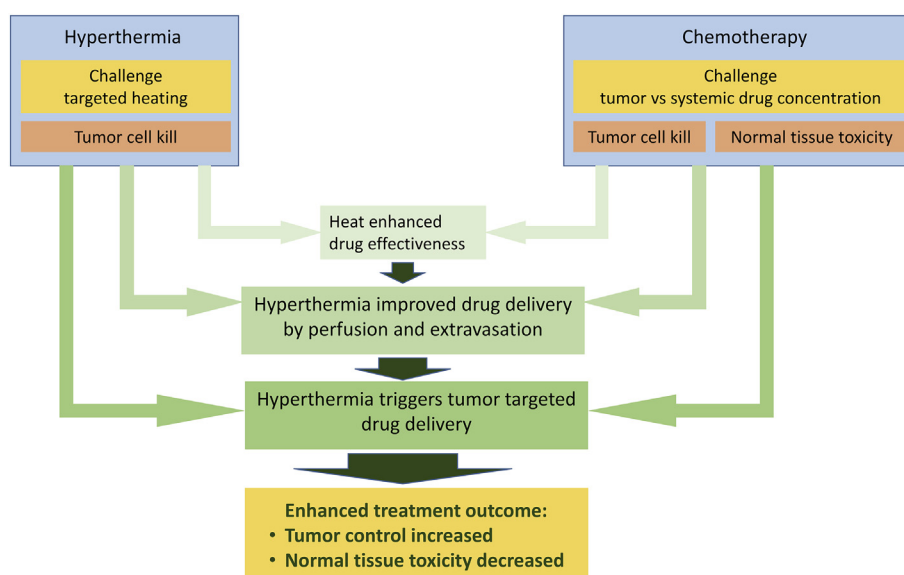 Hyperthermia
Challenge
targeted heating
Tumor cell kill
Chemotherapy
Challenge
tumor vs systemic drug concentration
Tumor cell kill
Normal tissue toxicity
Heat enhanced
drug effectiveness
Hyperthermia improved drug delivery
by perfusion and extravasation
Hyperthermia triggers tumor targeted
drug delivery
Enhanced treatment outcome:
• Tumor control increased
• Normal tissue toxicity decreased